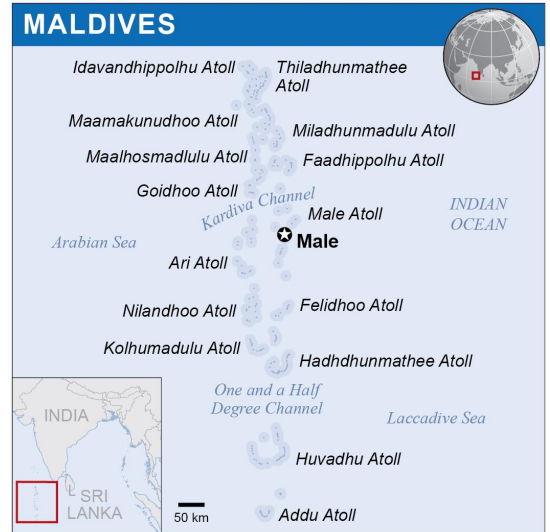 MALDIVES
Idavandhippolhu Atoll
Thiladhunmathee
Atoll
Maamakunudhoo Atoll
Miladhunmadulu Atoll
Maalhosmadlulu Atoll
Faadhippolhu Atoll
Goidhoo Atoll
Kardiva Channel
Male Atoll
INDIAN
OCEAN
Arabian Sea
Male
Ari Atoll
Nilandhoo Atoll
Felidhoo Atoll
Kolhumadulu Atoll
Hadhdhunmathee Atoll
One and a Half
Degree Channel
Laccadive Sea
Huvadhu Atoll
Addu Atoll
INDIA
SRI
LANKA
50 km